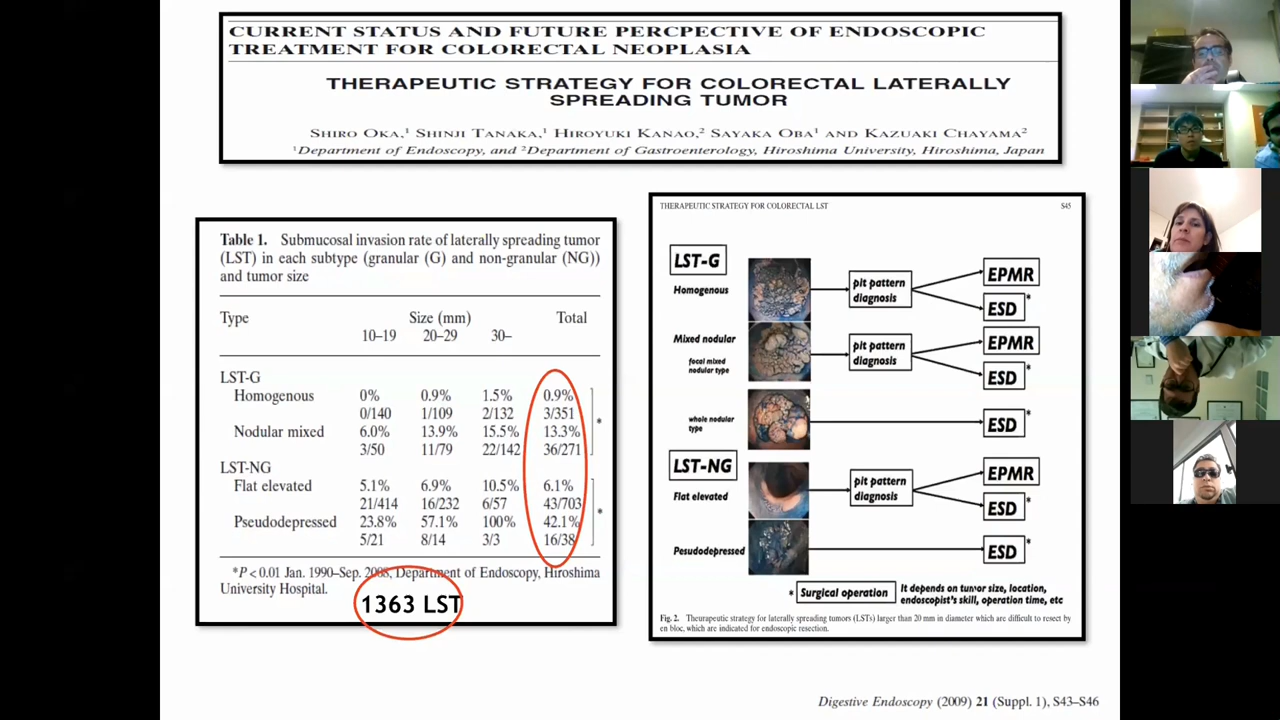 CURRENT STATUS AND FUTURE PERCPECTIVE OF ENDOSCOPIC
TREATMENT FOR COLORECTAL NEOPLASIA
THERAPEUTIC STRATEGY FOR COLORECTAL LATERALLY
SPREADING TUMOR
SHIRO OKA,¹ SHINJI TANAKA,¹ HIROYUKI KANAO,² SAYAKA OBA¹ AND KAZUAKI CHAYAMA²
¹Department of Endoscopy, and ²Department of Gastroenterology, Hiroshima University, Hiroshima, Japan
Table 1. Submucosal invasion rate of laterally spreading tumor
(LST) in each subtype (granular (G) and non-granular (NG))
and tumor size
Type Size (mm) Total
10–19 20–29 30–
LST-G
Homogenous 0% 0.9% 1.5% 0.9%
0/140 1/109 2/132 3/351
Nodular mixed 6.0% 13.9% 15.5% 13.3%
3/50 11/79 22/142 36/271
*
LST-NG
Flat elevated 5.1% 6.9% 10.5% 6.1%
21/414 16/232 6/57 43/703
Pseudodepressed 23.8% 57.1% 100% 42.1%
5/21 8/14 3/3 16/38
*
*P < 0.01 Jan. 1990–Sep. 2008, Department of Endoscopy, Hiroshima
University Hospital.
1363 LST
THERAPEUTIC STRATEGY FOR COLORECTAL LST S45
LST-G
Homogenous
pit pattern
diagnosis
EPMR
ESD *
Mixed nodular
focal mixed
nodular type
pit pattern
diagnosis
EPMR
ESD *
whole nodular
type
ESD *
LST-NG
Flat elevated
pit pattern
diagnosis
EPMR
ESD *
Pesudodepressed
ESD *
* Surgical operation
It depends on tumor size, location,
endoscopist's skill, operation time, etc
Fig. 2. Theurapeutic strategy for laterally spreading tumors (LSTs) larger than 20 mm in diameter which are difficult to resect by
en bloc, which are indicated for endoscopic resection.
Digestive Endoscopy (2009) 21 (Suppl. 1), S43–S46